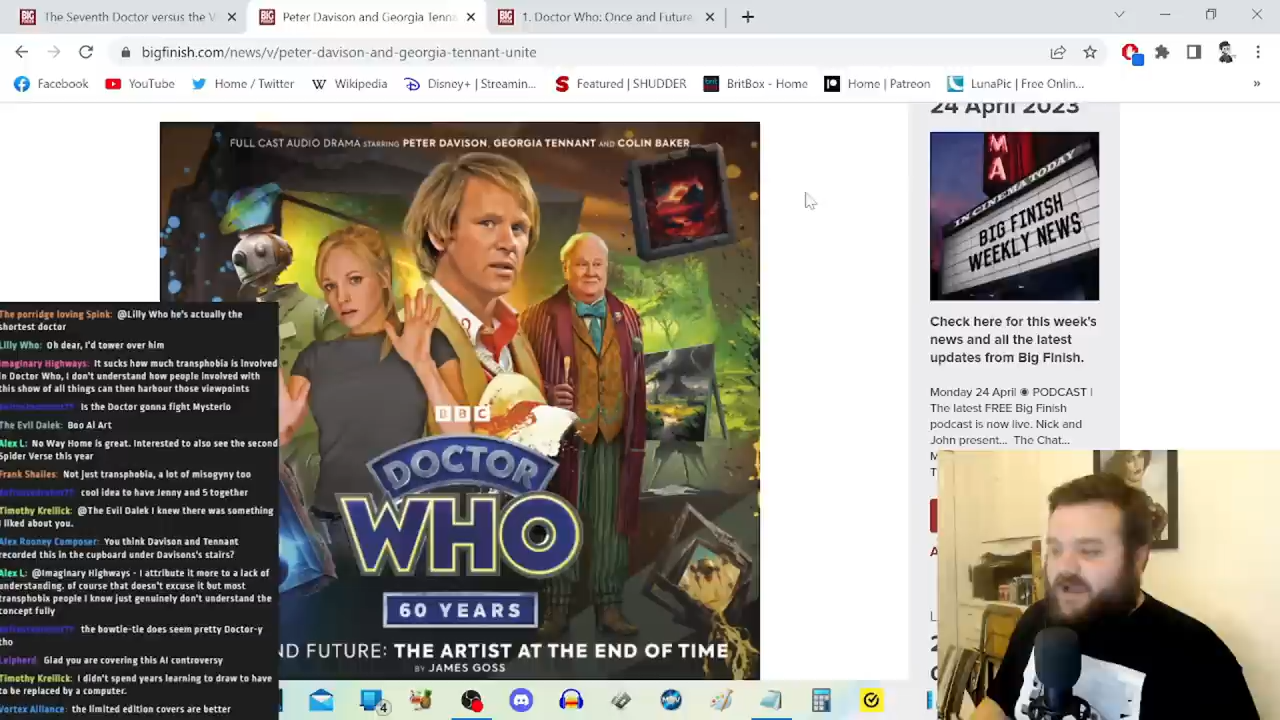 The Seventh Doctor versus the V
Peter Davison and Georgia Tenna
1. Doctor Who: Once and Future
bigfinish.com/news/v/peter-davison-and-georgia-tennant-unite
Facebook
YouTube
Home / Twitter
Wikipedia
Disney+ | Streamin...
Featured | SHUDDER
BritBox - Home
Home | Patreon
LunaPic | Free Onlin...
»
FULL CAST AUDIO DRAMA STARRING PETER DAVISON, GEORGIA TENNANT AND COLIN BAKER
BBC
DOCTOR
WHO
60 YEARS
ND FUTURE: THE ARTIST AT THE END OF TIME
BY JAMES GOSS
24 April 2023
MA
IN CINEMA TODAY
BIG FINISH
WEEKLY NEWS
Check here for this week's
news and all the latest
updates from Big Finish.
Monday 24 April ◉ PODCAST |
The latest FREE Big Finish
podcast is now live. Nick and
John present... The Chat...
The porridge loving Spink: @Lilly Who he's actually the
shortest doctor
Lilly Who: Oh dear, I'd tower over him
Imaginary Highways: It sucks how much transphobia is involved
in Doctor Who, I don't understand how people involved with
this show of all things can then harbour those viewpoints
Is the Doctor gonna fight Mysterio
The Evil Dalek: Boo AI Art
Alex L: No Way Home is great. Interested to also see the second
Spider Verse this year
Frank Shailes: Not just transphobia, a lot of misogyny too
cool idea to have Jenny and 5 together
Timothy Krellick: @The Evil Dalek I knew there was something
I liked about you.
Alex Rooney Composer: You think Davison and Tennant
recorded this in the cupboard under Davisons's stairs?
Alex L: @Imaginary Highways - I attribute it more to a lack of
understanding. of course that doesn't excuse it but most
transphobix people I know just genuinely don't understand the
concept fully
the bowtie-tie does seem pretty Doctor-y
tho
Leipherd: Glad you are covering this AI controversy
Timothy Krellick: I didn't spend years learning to draw to have
to be replaced by a computer.
Vortex Alliance: the limited edition covers are better
4